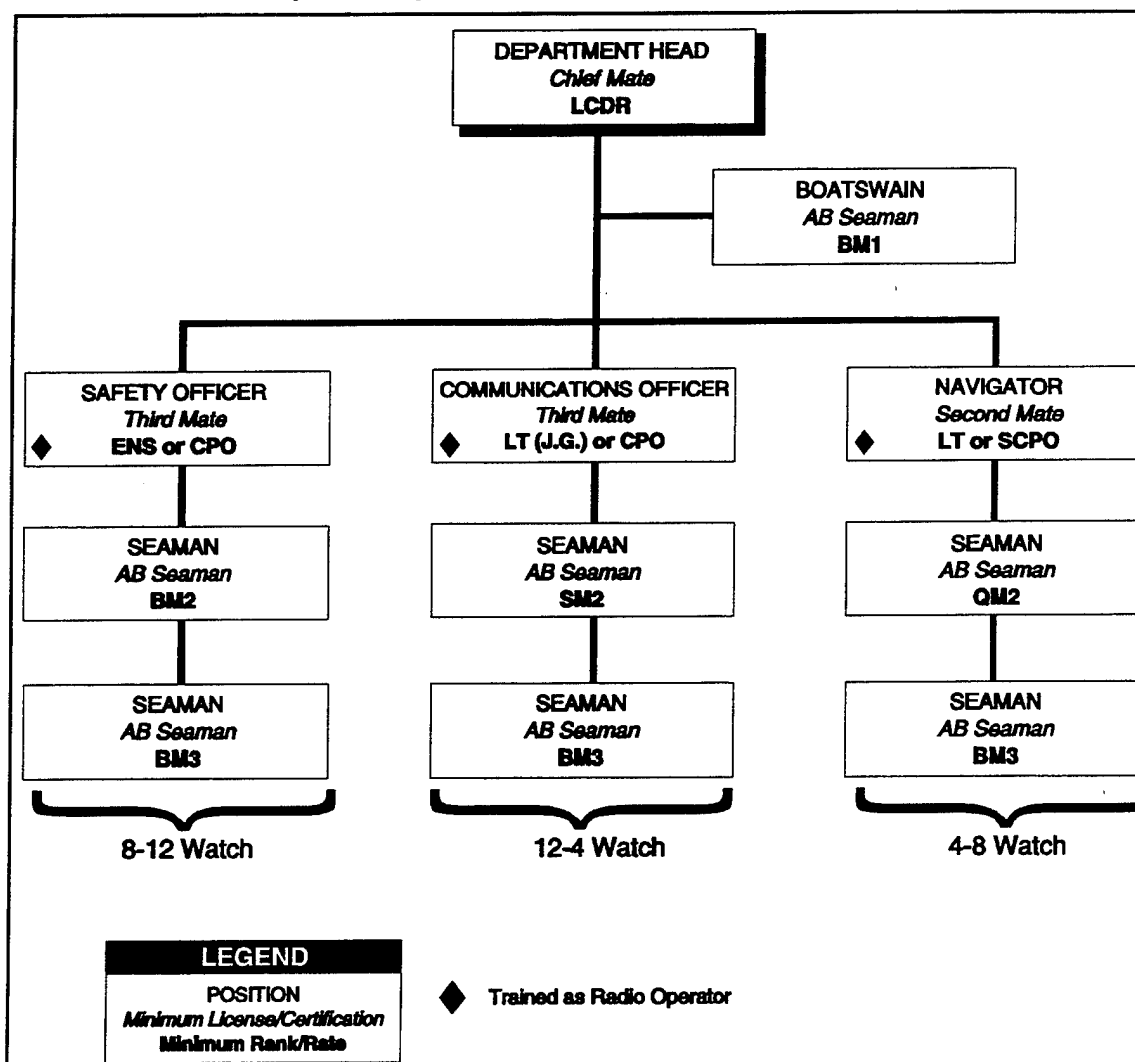 DEPARTMENT HEAD
Chief Mate
LCDR
BOATSWAIN
AB Seaman
BM1
SAFETY OFFICER
Third Mate
ENS or CPO
COMMUNICATIONS OFFICER
Third Mate
LT (J.G.) or CPO
NAVIGATOR
Second Mate
LT or SCPO
SEAMAN
AB Seaman
BM2
SEAMAN
AB Seaman
SM2
SEAMAN
AB Seaman
QM2
SEAMAN
AB Seaman
BM3
SEAMAN
AB Seaman
BM3
SEAMAN
AB Seaman
BM3
8-12 Watch
12-4 Watch
4-8 Watch
LEGEND
POSITION
Minimum License/Certification
Minimum Rank/Rate
Trained as Radio Operator